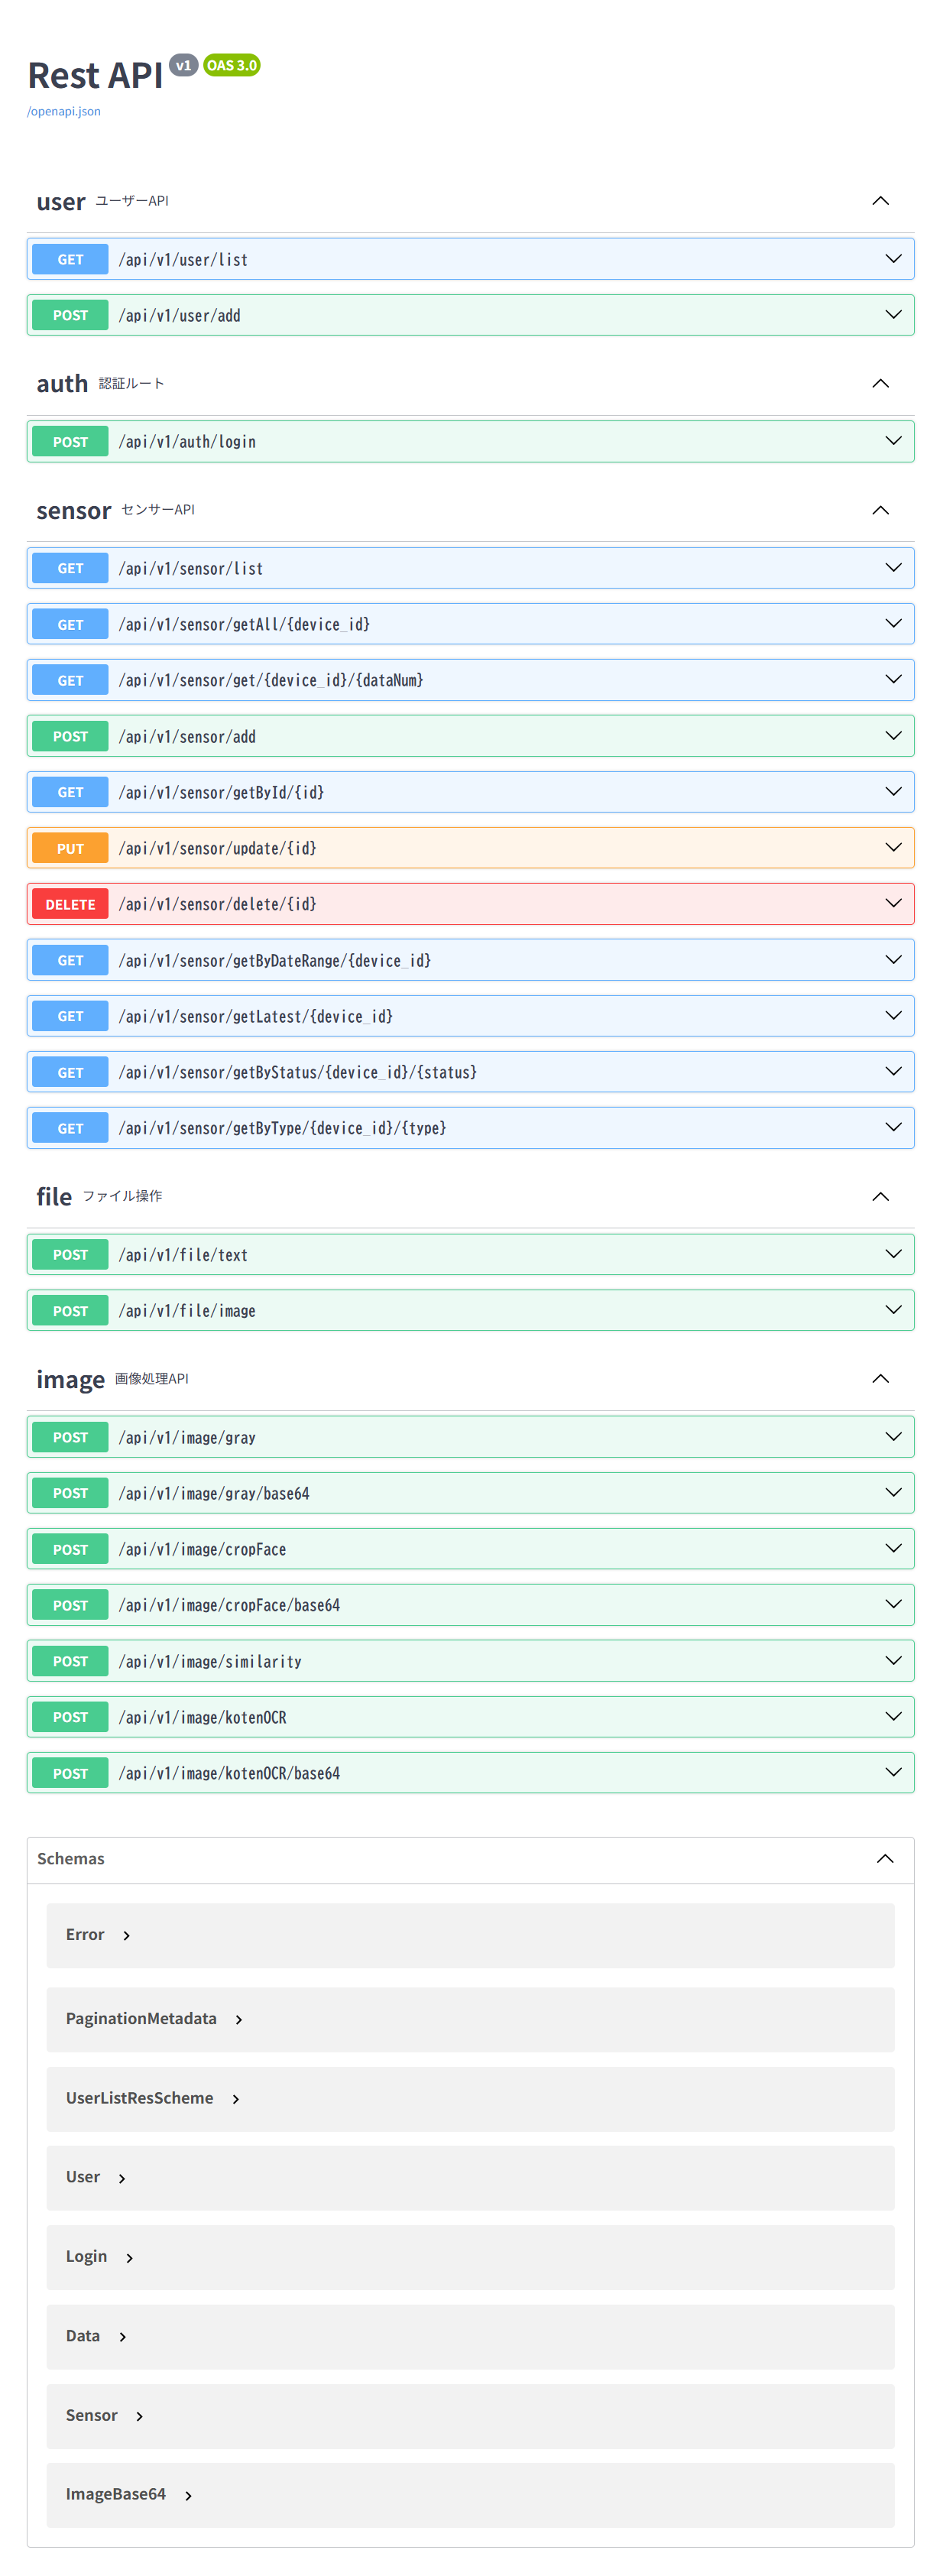 Rest API v1 OAS 3.0
/openapi.json
user ユーザーAPI
GET /api/v1/user/list
POST /api/v1/user/add
auth 認証ルート
POST /api/v1/auth/login
sensor センサーAPI
GET /api/v1/sensor/list
GET /api/v1/sensor/getAll/{device_id}
GET /api/v1/sensor/get/{device_id}/{dataNum}
POST /api/v1/sensor/add
GET /api/v1/sensor/getById/{id}
PUT /api/v1/sensor/update/{id}
DELETE /api/v1/sensor/delete/{id}
GET /api/v1/sensor/getByDateRange/{device_id}
GET /api/v1/sensor/getLatest/{device_id}
GET /api/v1/sensor/getByStatus/{device_id}/{status}
GET /api/v1/sensor/getByType/{device_id}/{type}
file ファイル操作
POST /api/v1/file/text
POST /api/v1/file/image
image 画像処理API
POST /api/v1/image/gray
POST /api/v1/image/gray/base64
POST /api/v1/image/cropFace
POST /api/v1/image/cropFace/base64
POST /api/v1/image/similarity
POST /api/v1/image/kotenOCR
POST /api/v1/image/kotenOCR/base64
Schemas
Error
PaginationMetadata
UserListResScheme
User
Login
Data
Sensor
ImageBase64